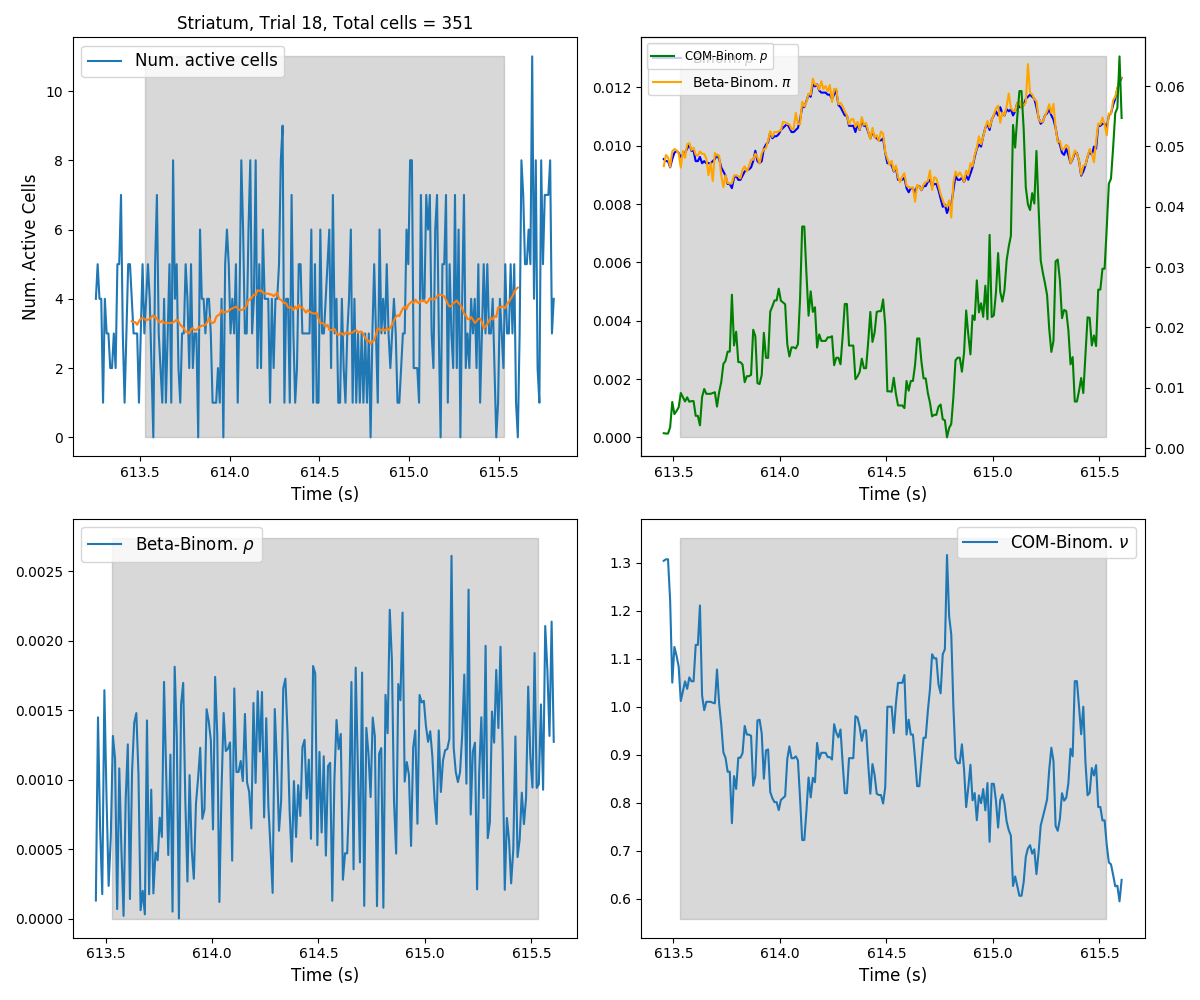 Striatum, Trial 18, Total cells = 351
Num. active cells
Num. Active Cells
10
8
6
4
2
0
613.5 614.0 614.5 615.0 615.5
Time (s)
COM-Binom. p
Beta-Binom. π
0.012
0.010
0.008
0.006
0.004
0.002
0.000
0.06
0.05
0.04
0.03
0.02
0.01
0.00
613.5 614.0 614.5 615.0 615.5
Time (s)
Beta-Binom. ρ
0.0025
0.0020
0.0015
0.0010
0.0005
0.0000
613.5 614.0 614.5 615.0 615.5
Time (s)
COM-Binom. ν
1.3
1.2
1.1
1.0
0.9
0.8
0.7
0.6
613.5 614.0 614.5 615.0 615.5
Time (s)